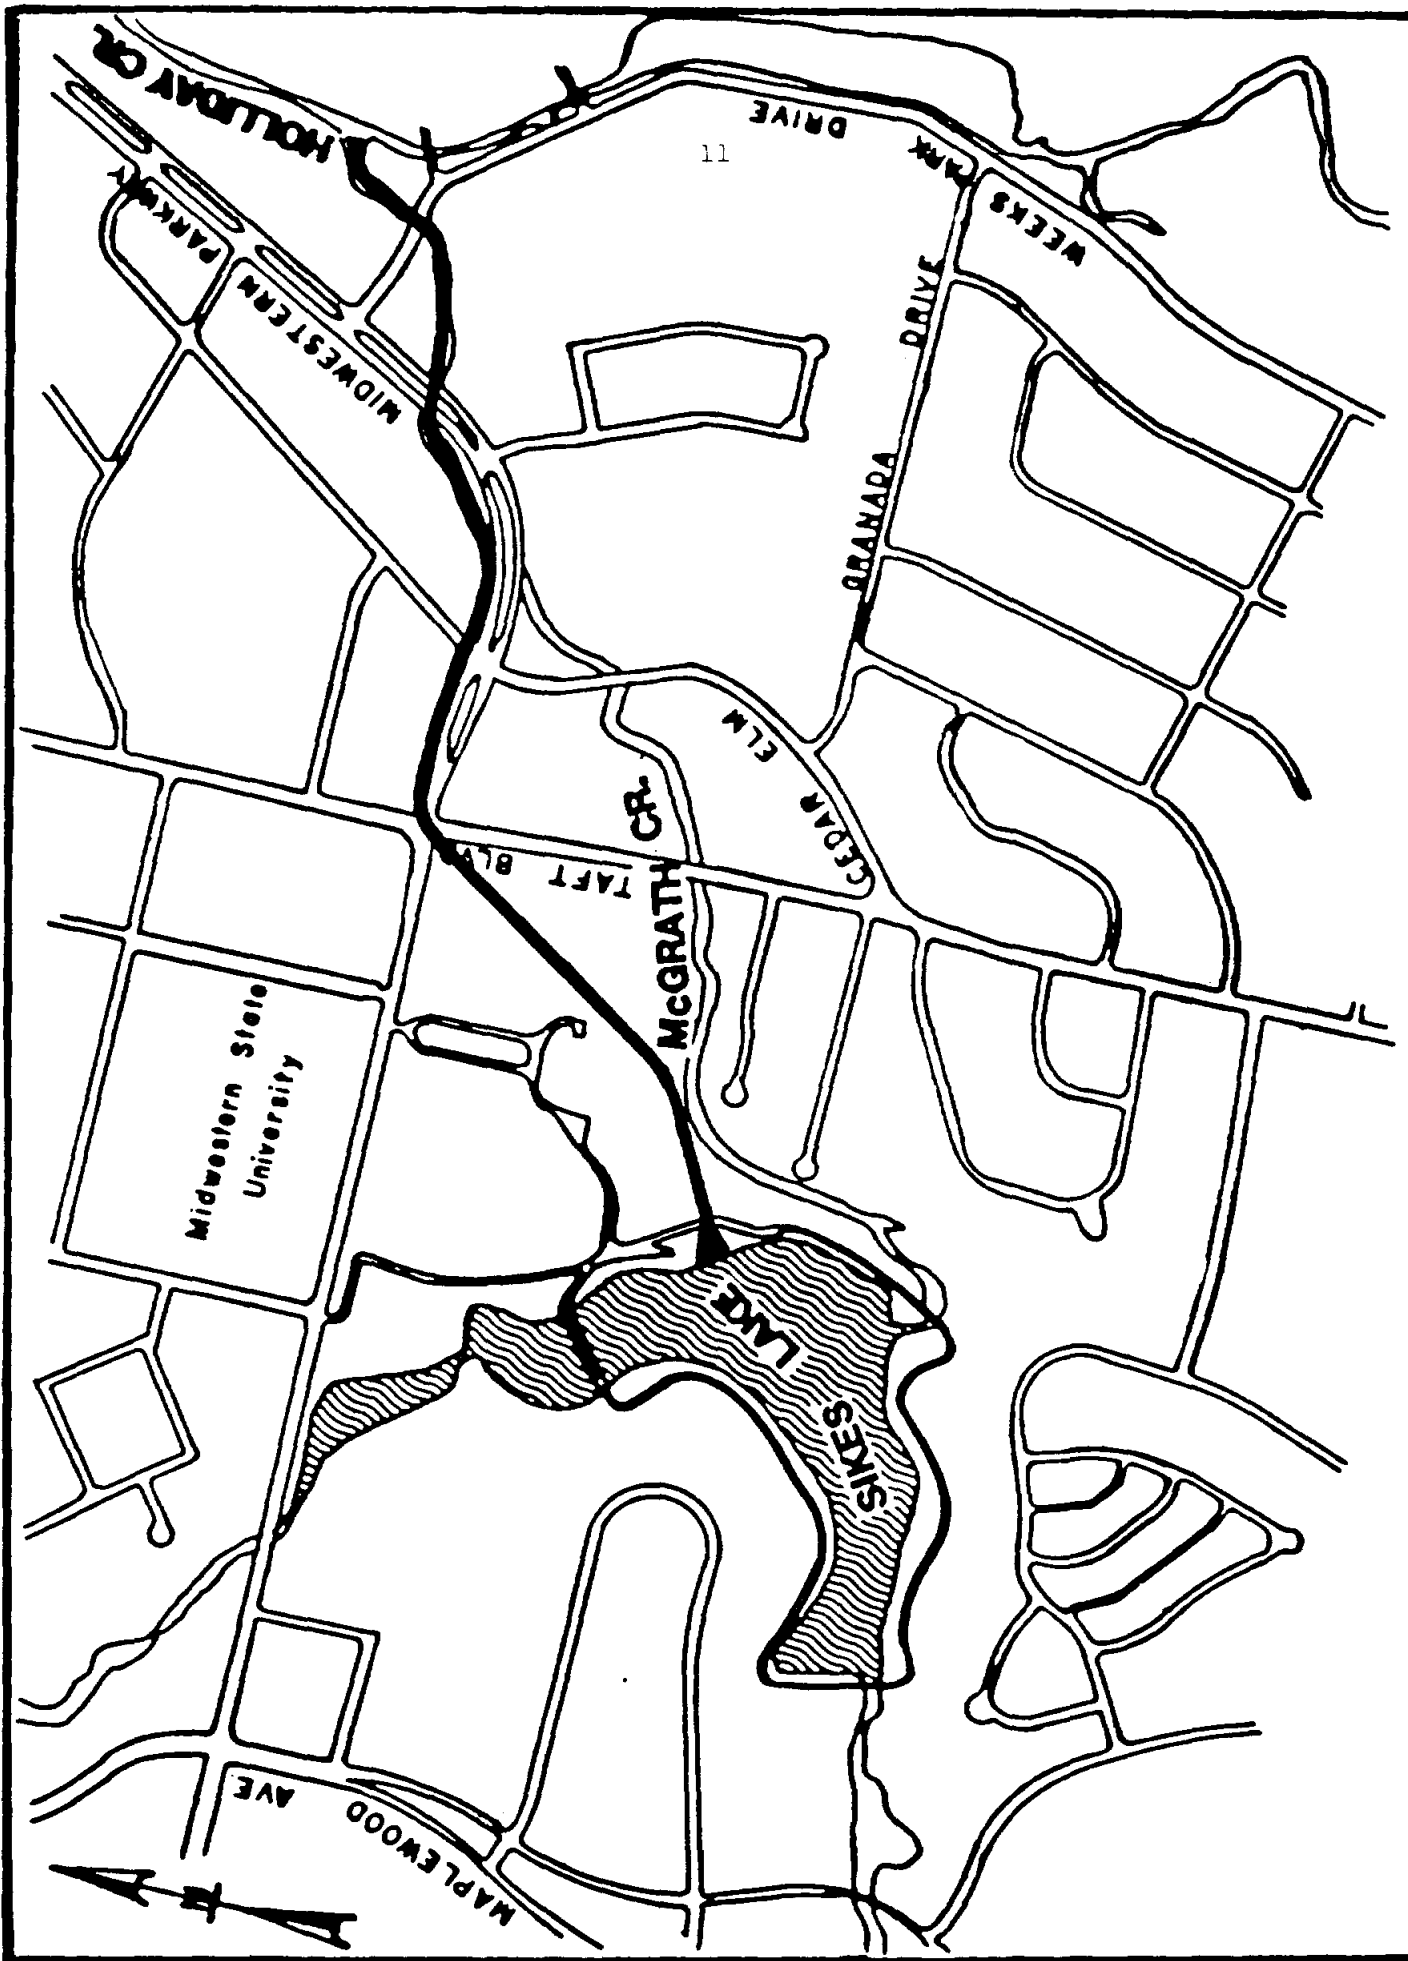 HOLLIDAY CR.
11
DRIVE
PARK
WEEKS
PARKWAY
MIDWESTERN
DRIVE
GRANADA
ELM
CEDAR
TAFT BLV
McGRATH CR.
Midwestern State
University
LAKE
SIKES
AVE
MAPLEWOOD